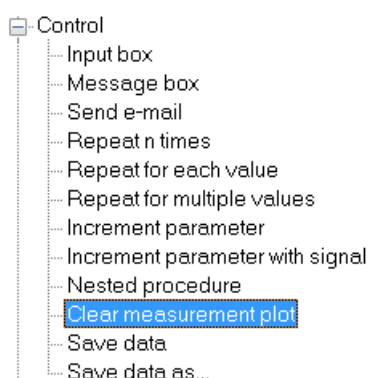 Control
Input box
Message box
Send e-mail
Repeat n times
Repeat for each value
Repeat for multiple values
Increment parameter
Increment parameter with signal
Nested procedure
Clear measurement plot
Save data
Save data as...